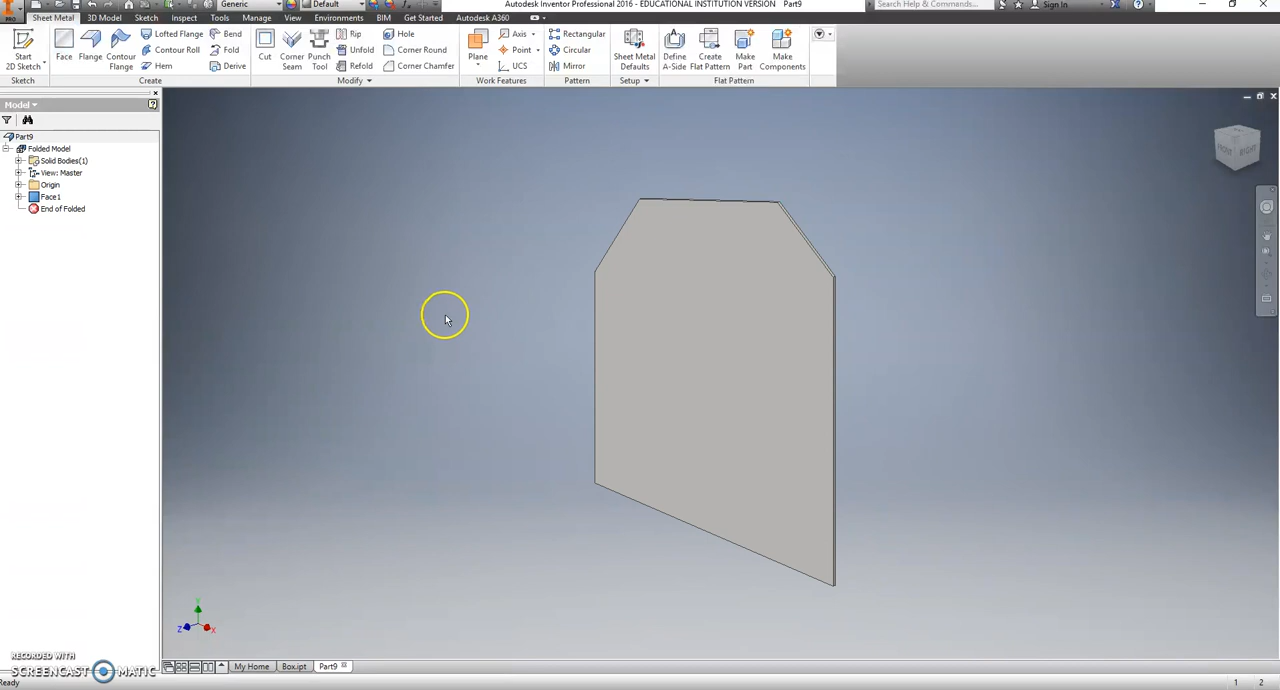 Generic Default Autodesk Inventor Professional 2016 - EDUCATIONAL INSTITUTION VERSION Part9 Search Help & Commands... Sign In
PRO Sheet Metal 3D Model Sketch Inspect Tools Manage View Environments BIM Get Started Autodesk A360
Lofted Flange Bend Rip Hole Axis Rectangular
Start 2D Sketch Face Flange Contour Flange Contour Roll Fold Cut Corner Seam Punch Tool Unfold Corner Round Plane Point Circular Sheet Metal Defaults Define A-Side Create Flat Pattern Make Part Make Components
Hem Derive Refold Corner Chamfer UCS Mirror
Sketch Create Modify Work Features Pattern Setup Flat Pattern
Model
Part9
Folded Model
Solid Bodies(1)
View: Master
Origin
Face1
End of Folded
FRONT RIGHT
Y
Z X
RECORDED WITH
SCREENCAST MATIC
My Home Box.ipt Part9
Ready 1 2